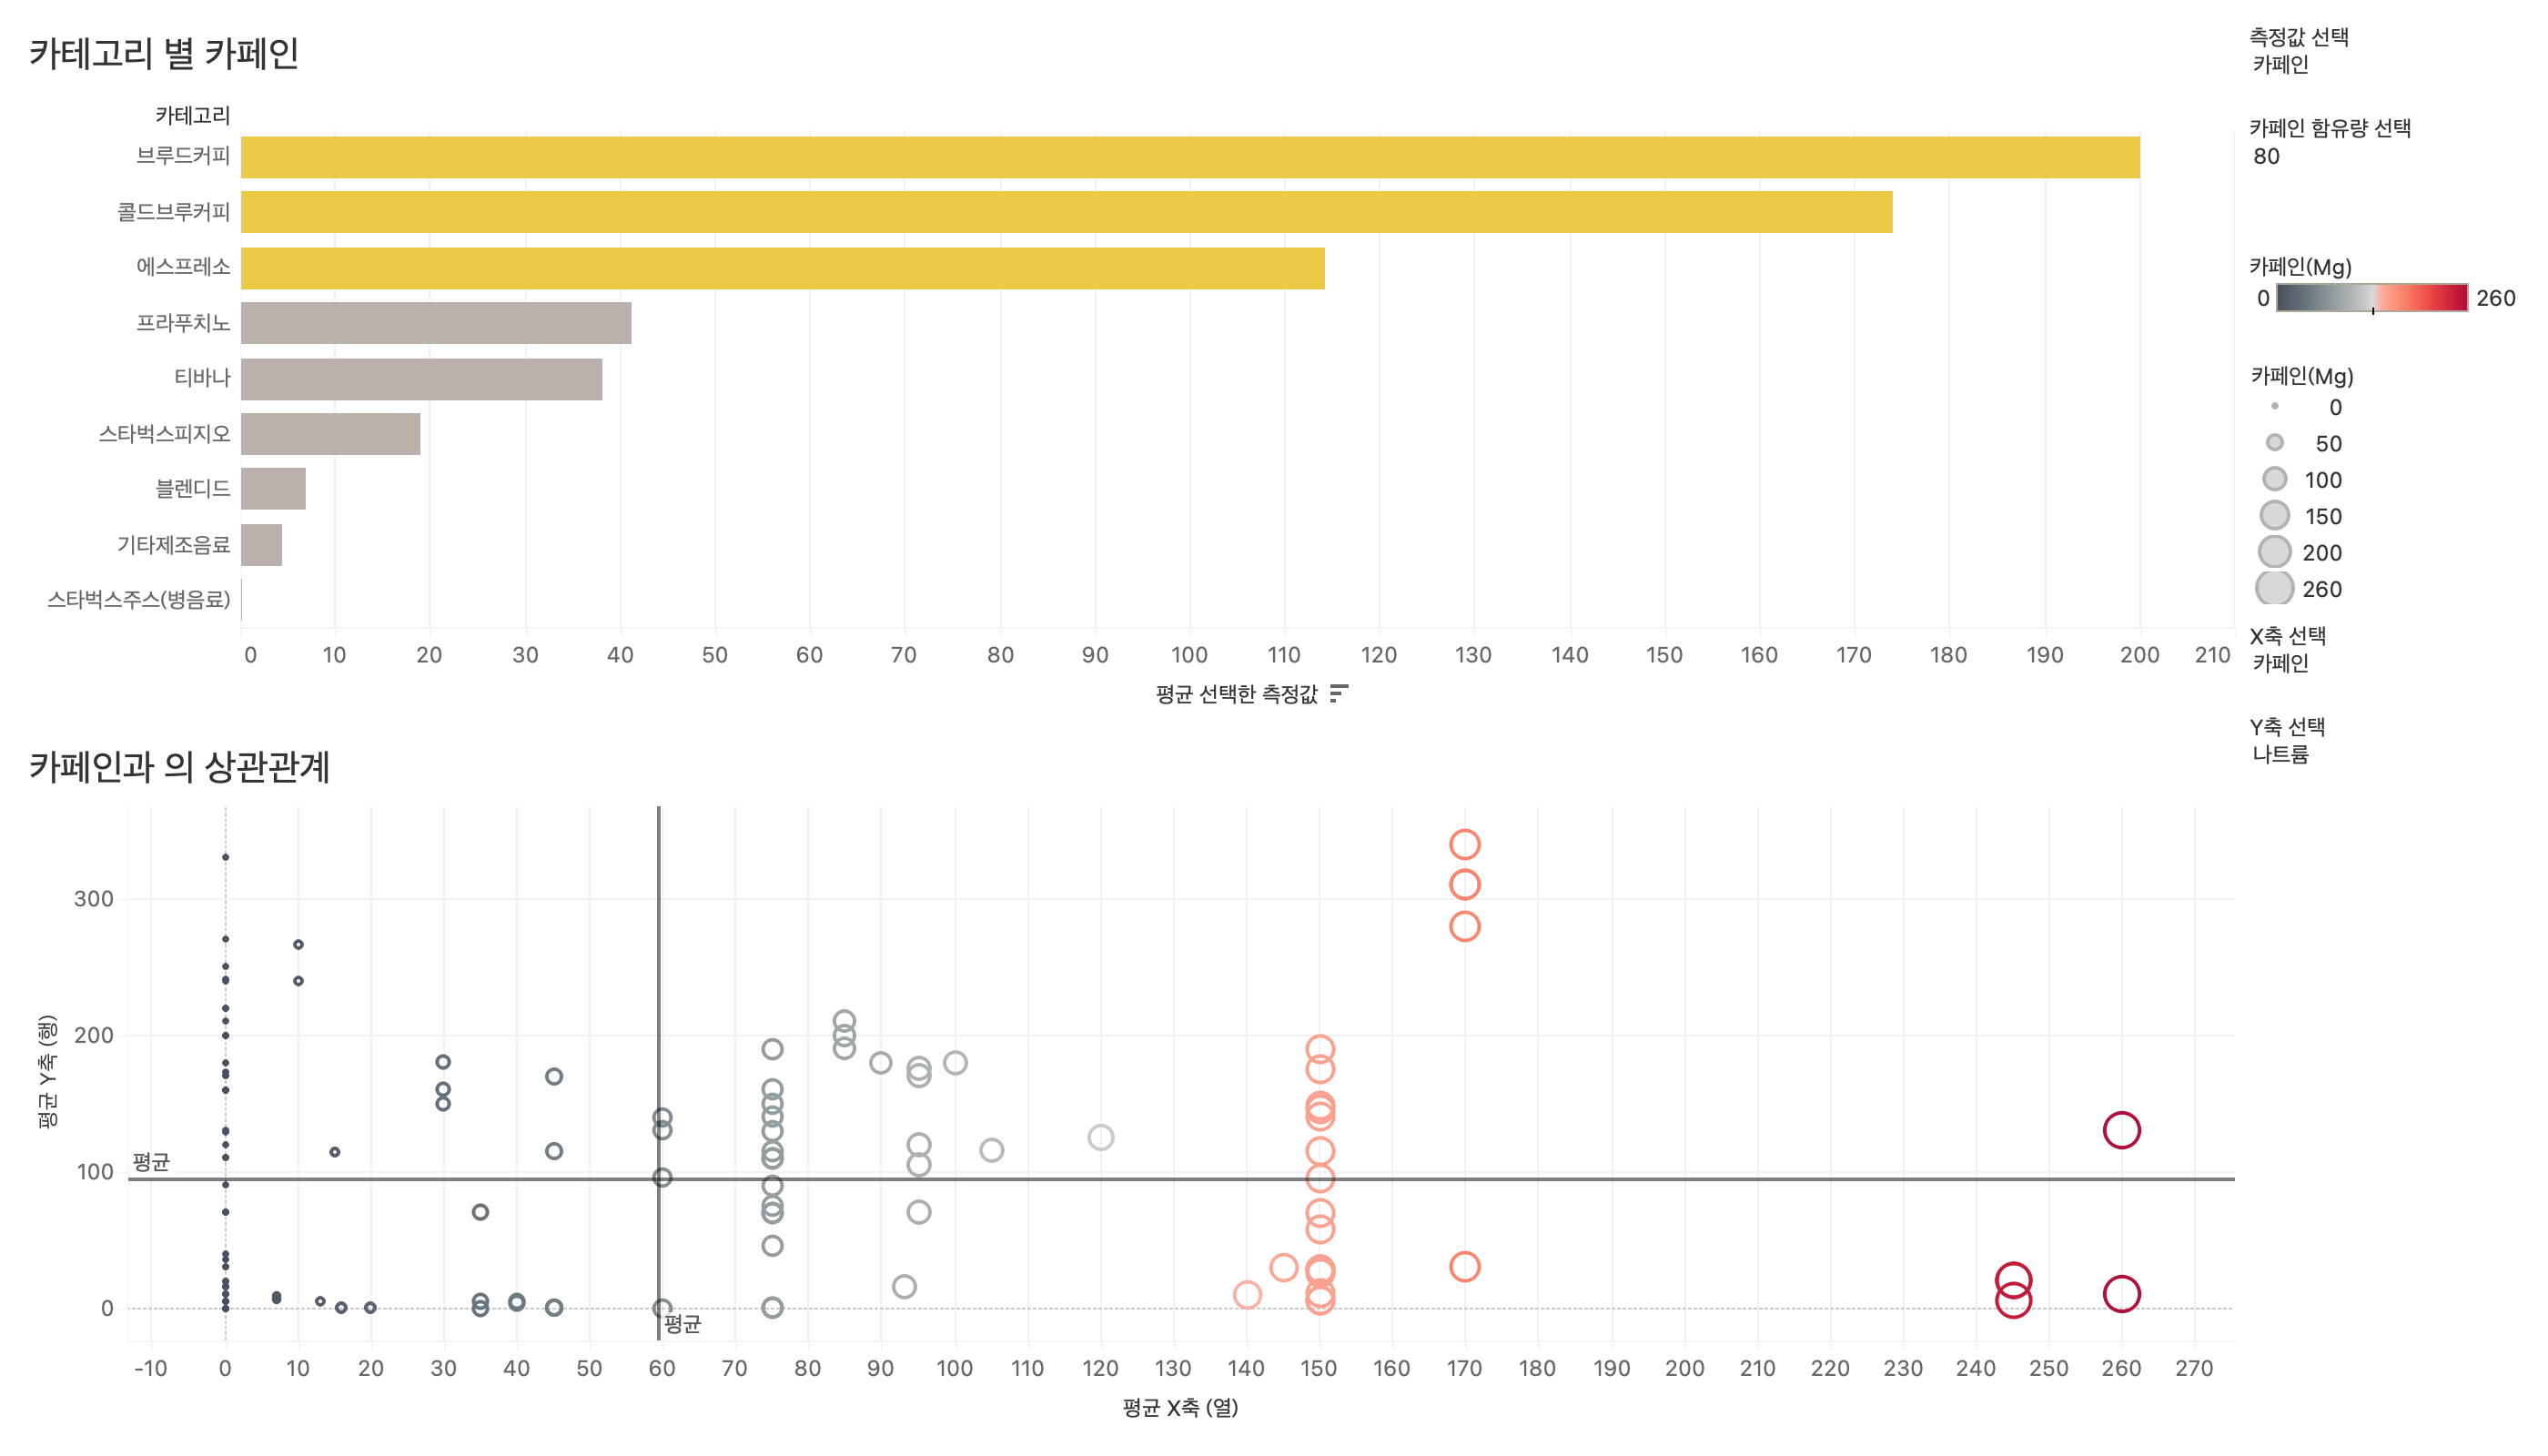 카테고리 별 카페인
카테고리
브루드커피
콜드브루커피
에스프레소
프라푸치노
티바나
스타벅스피지오
블렌디드
기타제조음료
스타벅스주스(병음료)
0 10 20 30 40 50 60 70 80 90 100 110 120 130 140 150 160 170 180 190 200 210
평균 선택한 측정값
측정값 선택
카페인
카페인 함유량 선택
80
카페인(Mg)
0 260
카페인(Mg)
0
50
100
150
200
260
X축 선택
카페인
Y축 선택
나트륨
카페인과 의 상관관계
평균 Y축 (행)
300
200
100
0
평균
평균
-10 0 10 20 30 40 50 60 70 80 90 100 110 120 130 140 150 160 170 180 190 200 210 220 230 240 250 260 270
평균 X축 (열)